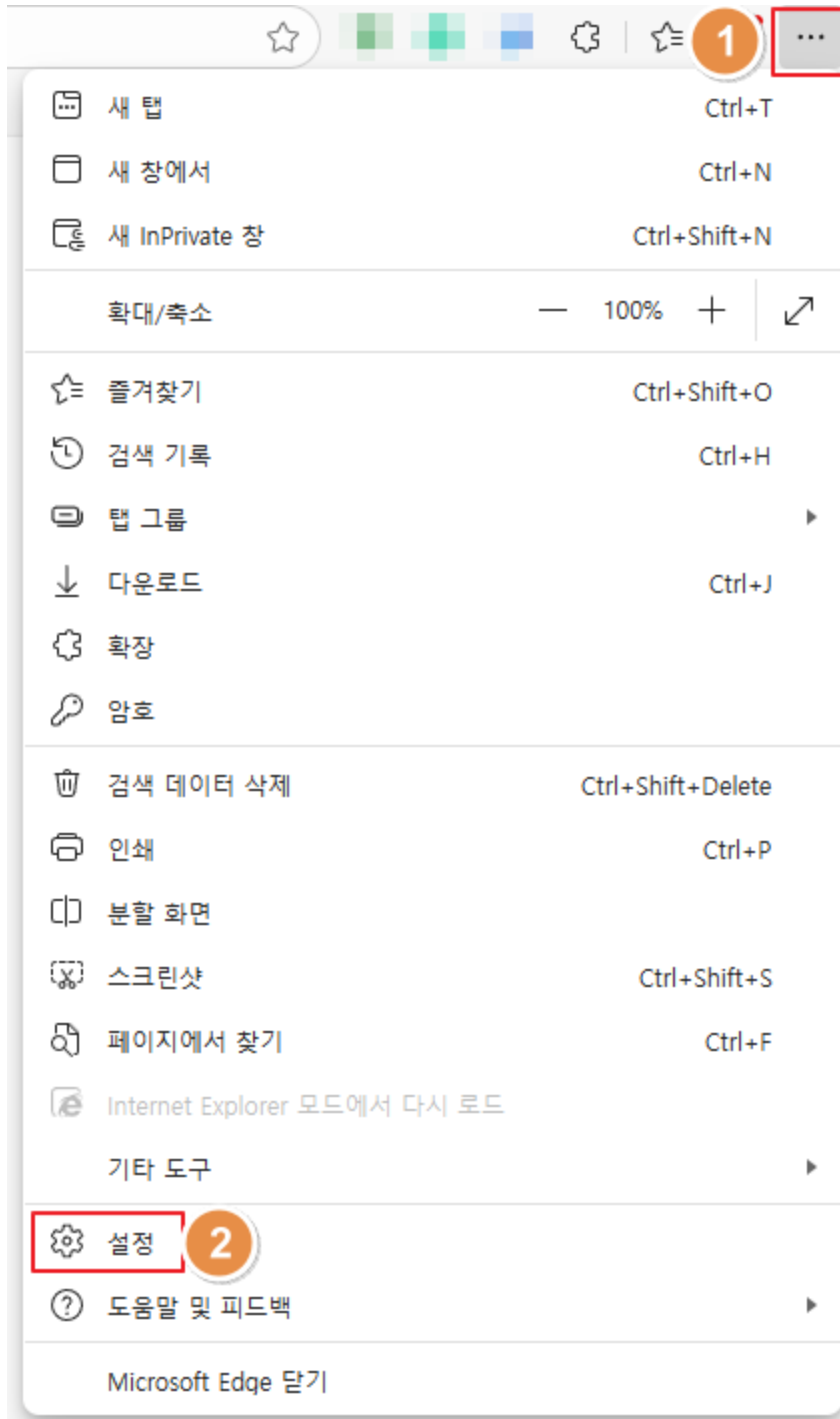 1
새 탭 Ctrl+T
새 창에서 Ctrl+N
새 InPrivate 창 Ctrl+Shift+N
확대/축소 100%
즐겨찾기 Ctrl+Shift+O
검색 기록 Ctrl+H
탭 그룹
다운로드 Ctrl+J
확장
암호
검색 데이터 삭제 Ctrl+Shift+Delete
인쇄 Ctrl+P
분할 화면
스크린샷 Ctrl+Shift+S
페이지에서 찾기 Ctrl+F
Internet Explorer 모드에서 다시 로드
기타 도구
설정 2
도움말 및 피드백
Microsoft Edge 닫기